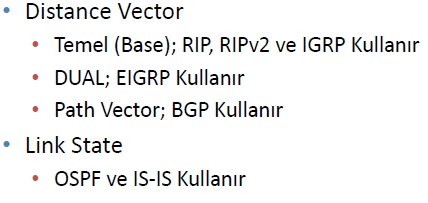 • Distance Vector
• Temel (Base); RIP, RIPv2 ve IGRP Kullanır
• DUAL; EIGRP Kullanır
• Path Vector; BGP Kullanır
• Link State
• OSPF ve IS-IS Kullanır